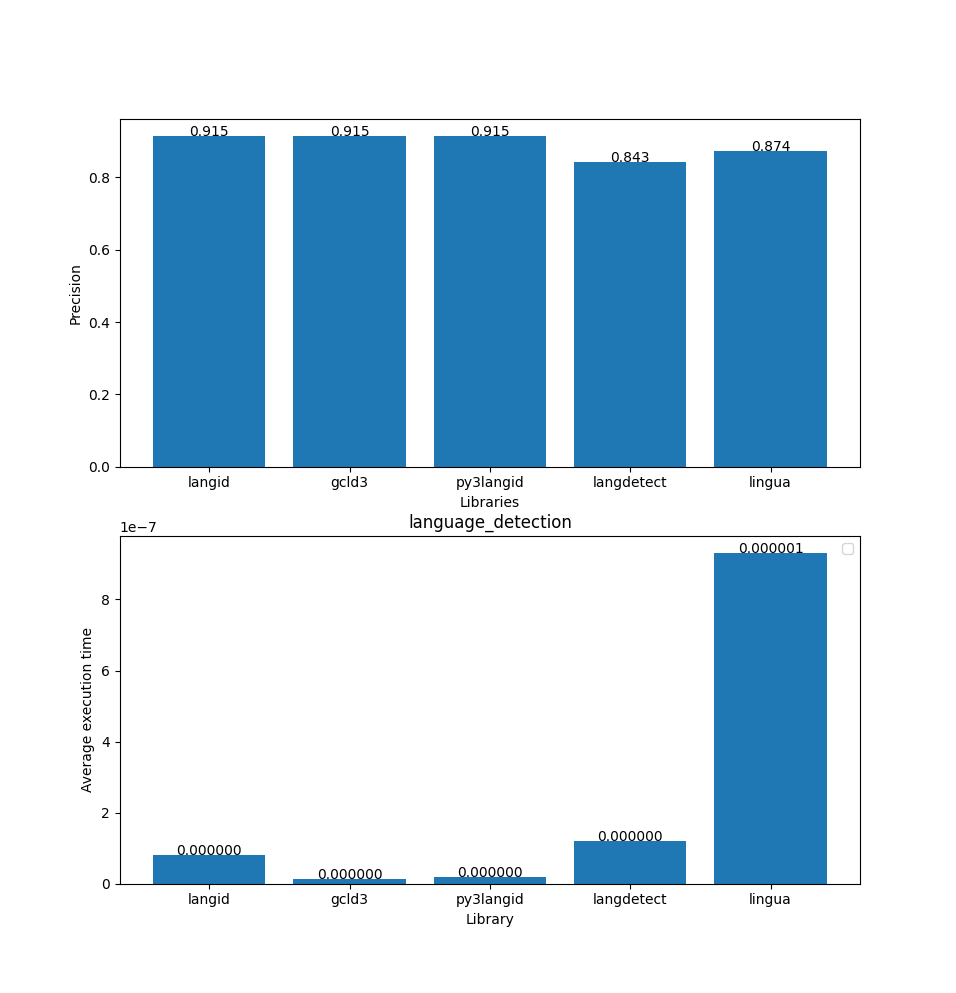 0.915 0.915 0.915 0.843 0.874
0.8
0.6
0.4
0.2
0.0
Precision
langid gcld3 py3langid langdetect lingua
Libraries
language_detection
1e−7
8
6
4
2
0
Average execution time
0.000000 0.000000 0.000000 0.000000 0.000001
langid gcld3 py3langid langdetect lingua
Library